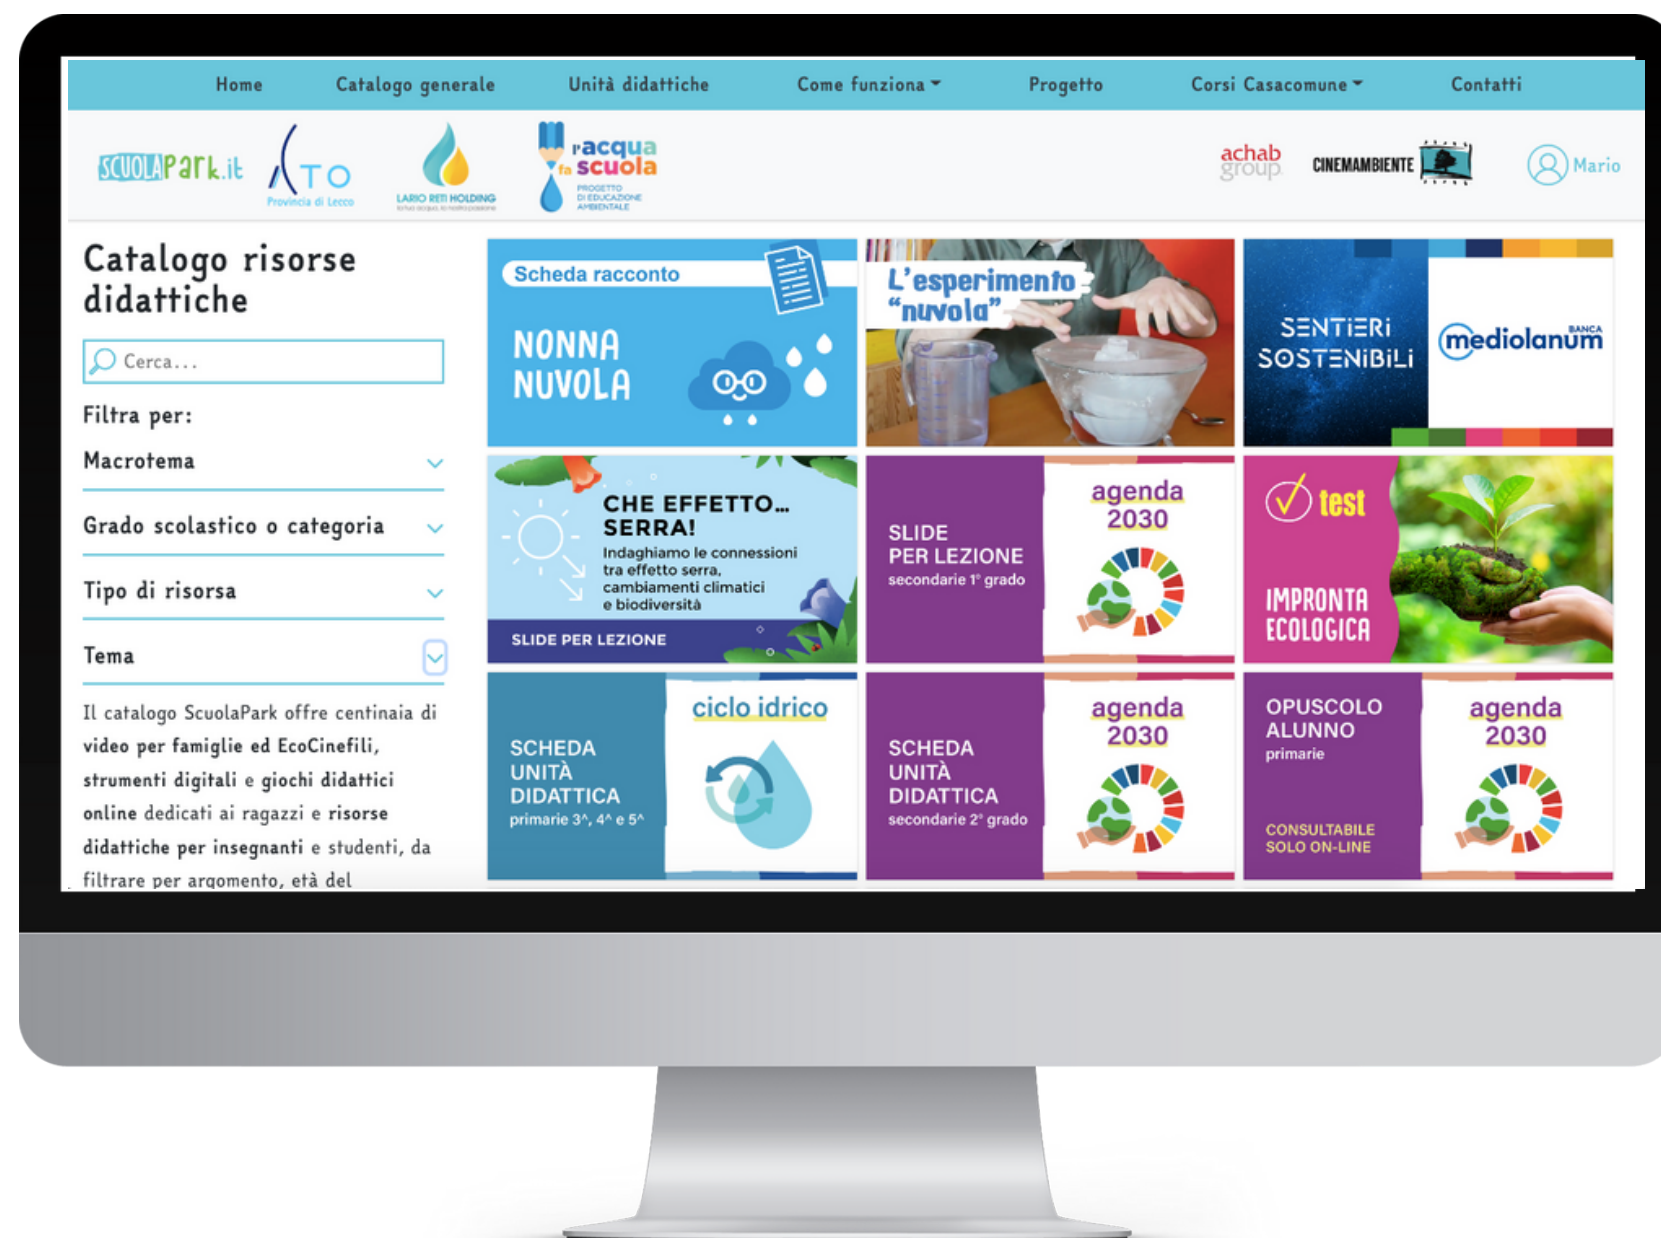 Home Catalogo generale Unità didattiche Come funziona Progetto Corsi Casacomune Contatti
SCUOLAPark.it
ATO
Provincia di Lecco
LARIO RETI HOLDING
la tua acqua, la nostra passione
l'acqua
fa scuola
PROGETTO
DI EDUCAZIONE
AMBIENTALE
achab
group
CINEMAMBIENTE
Mario
Catalogo risorse
didattiche
Cerca...
Filtra per:
Macrotema
Grado scolastico o categoria
Tipo di risorsa
Tema
Il catalogo ScuolaPark offre centinaia di
video per famiglie ed EcoCinefili,
strumenti digitali e giochi didattici
online dedicati ai ragazzi e risorse
didattiche per insegnanti e studenti, da
filtrare per argomento, età del
Scheda racconto
NONNA
NUVOLA
L'esperimento
"nuvola"
SENTIERI
SOSTENIBILI
BANCA
mediolanum
CHE EFFETTO...
SERRA!
Indaghiamo le connessioni
tra effetto serra,
cambiamenti climatici
e biodiversità
SLIDE PER LEZIONE
SLIDE
PER LEZIONE
secondarie 1° grado
agenda
2030
test
IMPRONTA
ECOLOGICA
SCHEDA
UNITÀ
DIDATTICA
primarie 3^, 4^ e 5^
ciclo idrico
SCHEDA
UNITÀ
DIDATTICA
secondarie 2° grado
agenda
2030
OPUSCOLO
ALUNNO
primarie
CONSULTABILE
SOLO ON-LINE
agenda
2030